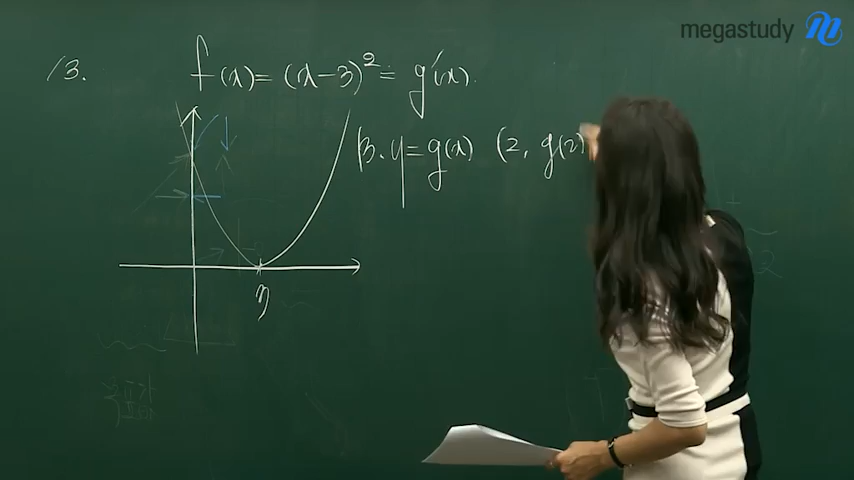 megastudy
13. f(x) = (x-3)² = g'(x).
B. y = g(x) (2, g(2)
3